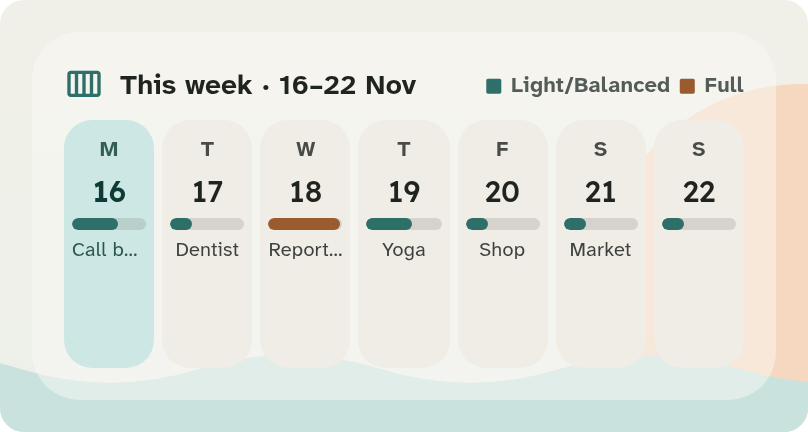 This week · 16–22 Nov
Light/Balanced Full
M T W T F S S
16 17 18 19 20 21 22
Call b... Dentist Report... Yoga Shop Market